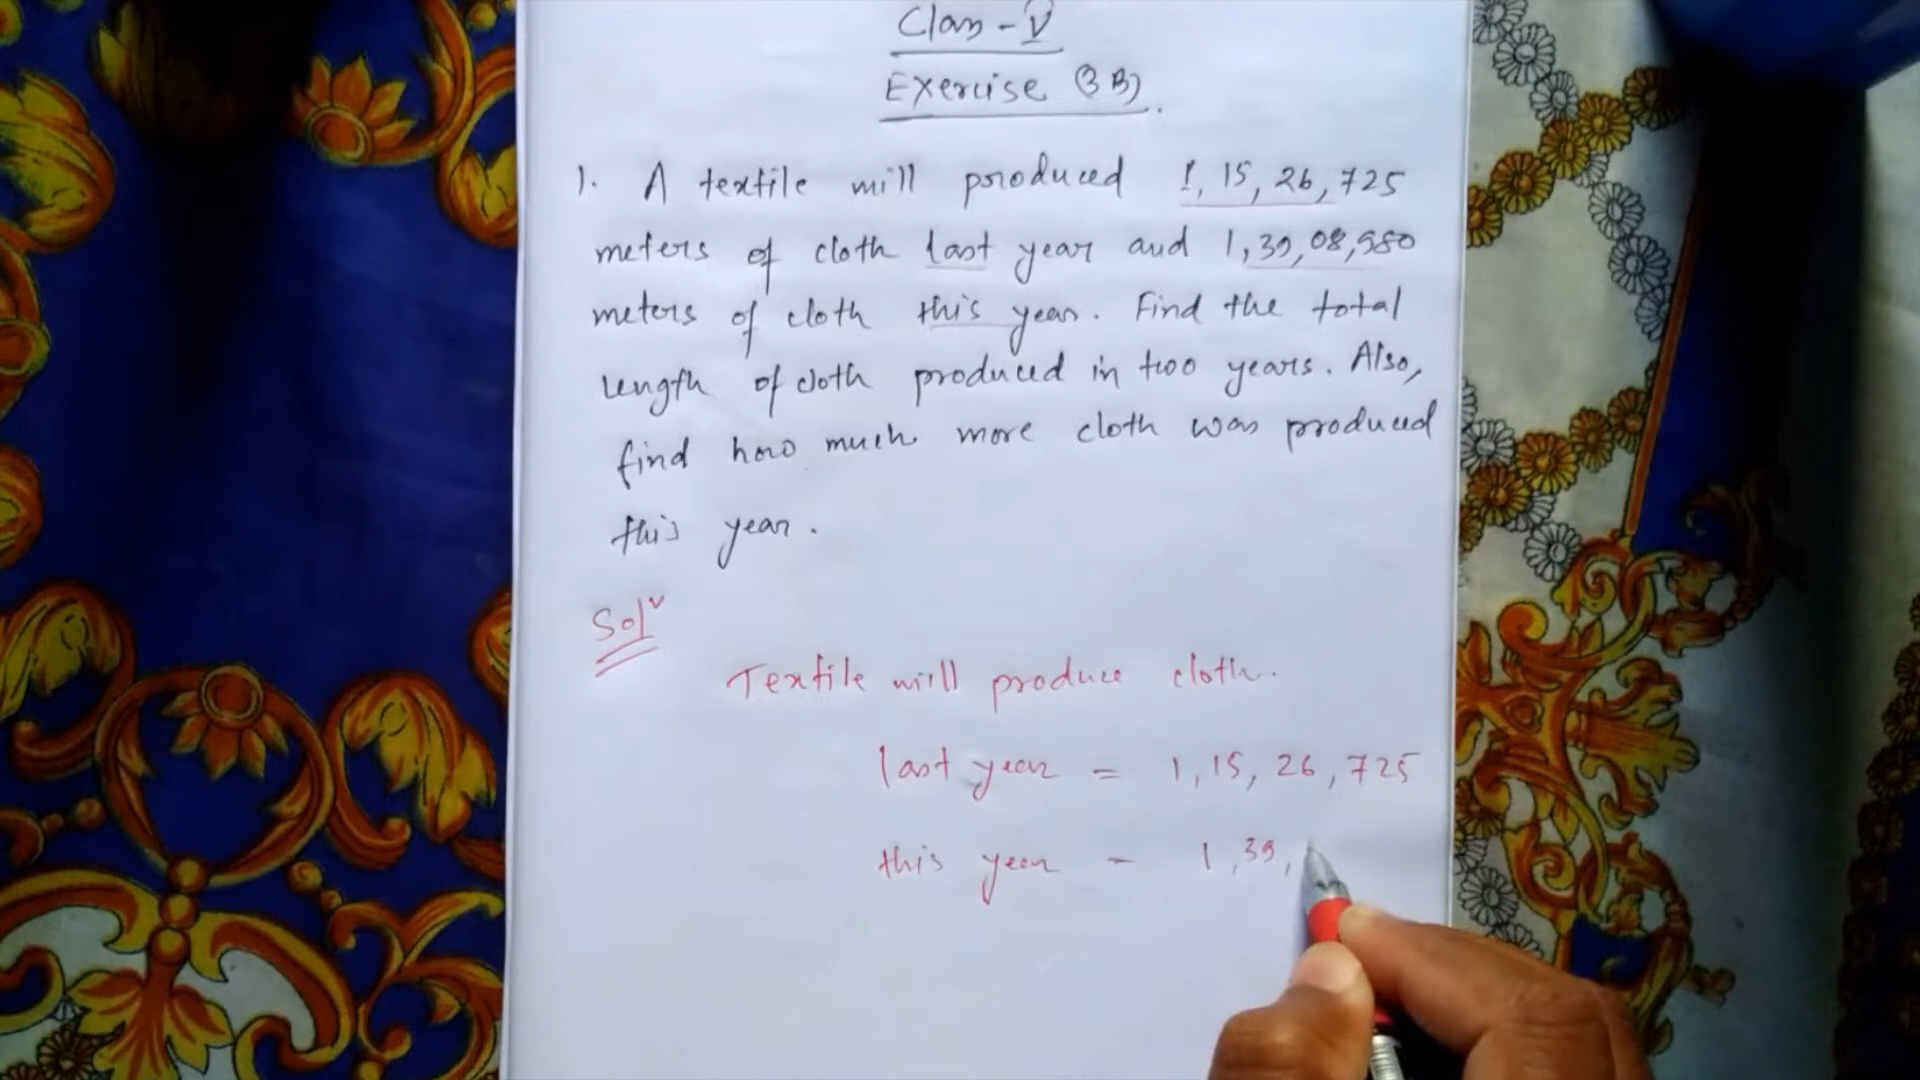 Class - V
Exercise (3B).
1. A textile mill produced 1,15,26,725
meters of cloth last year and 1,39,08,980
meters of cloth this year. Find the total
length of cloth produced in two years. Also,
find how much more cloth was produced
this year.
Solⁿ
Textile mill produce cloth.
last year = 1,15,26,725
this year - 1,39,